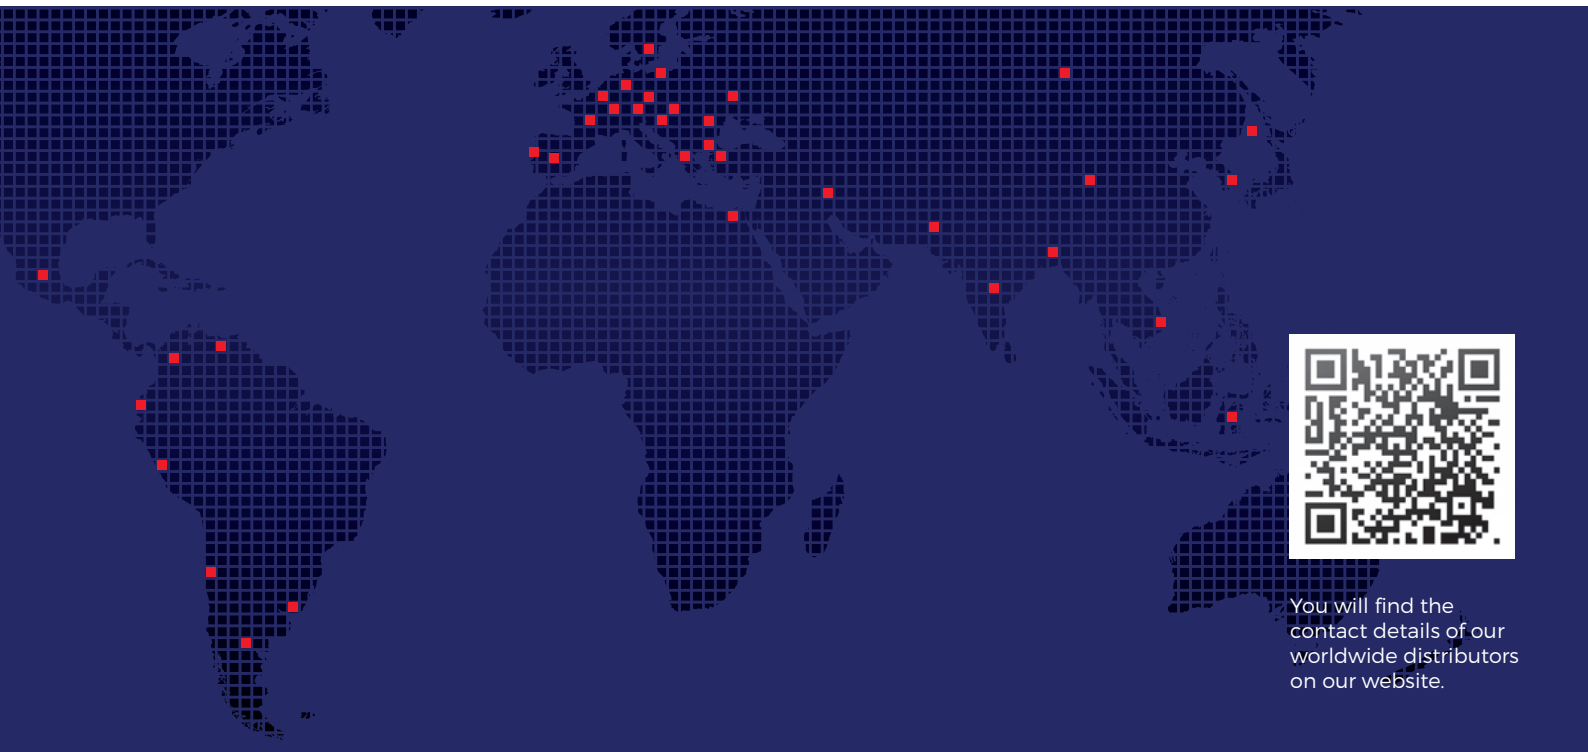 You will find the
contact details of our
worldwide distributors
on our website.